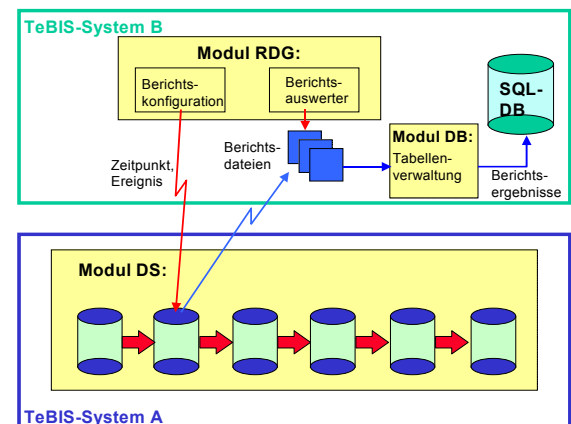 TeBIS-System B
Modul RDG:
Berichts-
konfiguration
Berichts-
auswerter
SQL-
DB
Zeitpunkt,
Ereignis
Berichts-
dateien
Modul DB:
Tabellen-
verwaltung
Berichts-
ergebnisse
Modul DS:
TeBIS-System A